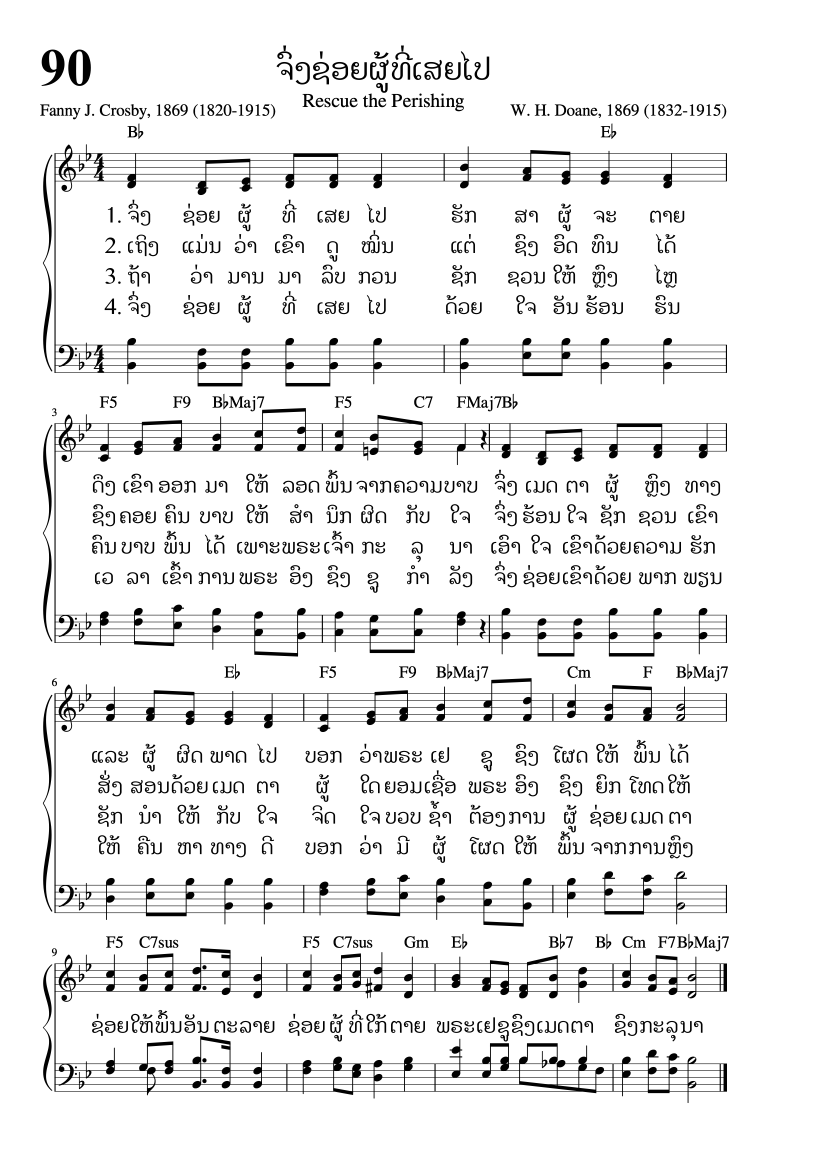 90
ຈົ່ງຊ່ອຍຜູ້ທີ່ເສຍໄປ
Rescue the Perishing
Fanny J. Crosby, 1869 (1820-1915)
W. H. Doane, 1869 (1832-1915)
B♭ E♭
1. ຈົ່ງ ຊ່ອຍ ຜູ້ ທີ່ ເສຍ ໄປ ຮັກ ສາ ຜູ້ ຈະ ຕາຍ
2. ເຖິງ ແມ່ນ ວ່າ ເຂົາ ດູ ໝິ່ນ ແຕ່ ຊົງ ອົດ ທົນ ໄດ້
3. ຖ້າ ວ່າ ມານ ມາ ລົບ ກວນ ຊັກ ຊວນ ໃຫ້ ຫຼົງ ໄຫຼ
4. ຈົ່ງ ຊ່ອຍ ຜູ້ ທີ່ ເສຍ ໄປ ດ້ວຍ ໃຈ ອັນ ຮ້ອນ ຮົນ
3 F5 F9 B♭Maj7 F5 C7 FMaj7 B♭
ດຶງ ເຂົາ ອອກ ມາ ໃຫ້ ລອດ ພົ້ນ ຈາກ ຄວາມ ບາບ ຈົ່ງ ເມດ ຕາ ຜູ້ ຫຼົງ ທາງ
ຊົງ ຄອຍ ຄົນ ບາບ ໃຫ້ ສຳ ນຶກ ຜິດ ກັບ ໃຈ ຈົ່ງ ຮ້ອນ ໃຈ ຊັກ ຊວນ ເຂົາ
ຄົນ ບາບ ພົ້ນ ໄດ້ ເພາະ ພຣະ ເຈົ້າ ກະ ລຸ ນາ ເອົາ ໃຈ ເຂົາ ດ້ວຍ ຄວາມ ຮັກ
ເວ ລາ ເຂົ້າ ການ ພຣະ ອົງ ຊົງ ຊູ ກຳ ລັງ ຈົ່ງ ຊ່ອຍ ເຂົາ ດ້ວຍ ພາກ ພຽນ
6 E♭ F5 F9 B♭Maj7 Cm F B♭Maj7
ແລະ ຜູ້ ຜິດ ພາດ ໄປ ບອກ ວ່າ ພຣະ ເຢ ຊູ ຊົງ ໂຜດ ໃຫ້ ພົ້ນ ໄດ້
ສັ່ງ ສອນ ດ້ວຍ ເມດ ຕາ ຜູ້ ໃດ ຍອມ ເຊື່ອ ພຣະ ອົງ ຊົງ ຍົກ ໂທດ ໃຫ້
ຊັກ ນຳ ໃຫ້ ກັບ ໃຈ ຈິດ ໃຈ ບວບ ຊ້ຳ ຕ້ອງ ການ ຜູ້ ຊ່ອຍ ເມດ ຕາ
ໃຫ້ ຄືນ ຫາ ທາງ ດີ ບອກ ວ່າ ມີ ຜູ້ ໂຜດ ໃຫ້ ພົ້ນ ຈາກ ການ ຫຼົງ
9 F5 C7sus F5 C7sus Gm E♭ B♭7 B♭ Cm F7 B♭Maj7
ຊ່ອຍໃຫ້ພົ້ນອັນ ຕະລາຍ ຊ່ອຍ ຜູ້ ທີ່ ໃກ້ ຕາຍ ພຣະເຢຊູຊົງເມດຕາ ຊົງກະລຸນາ